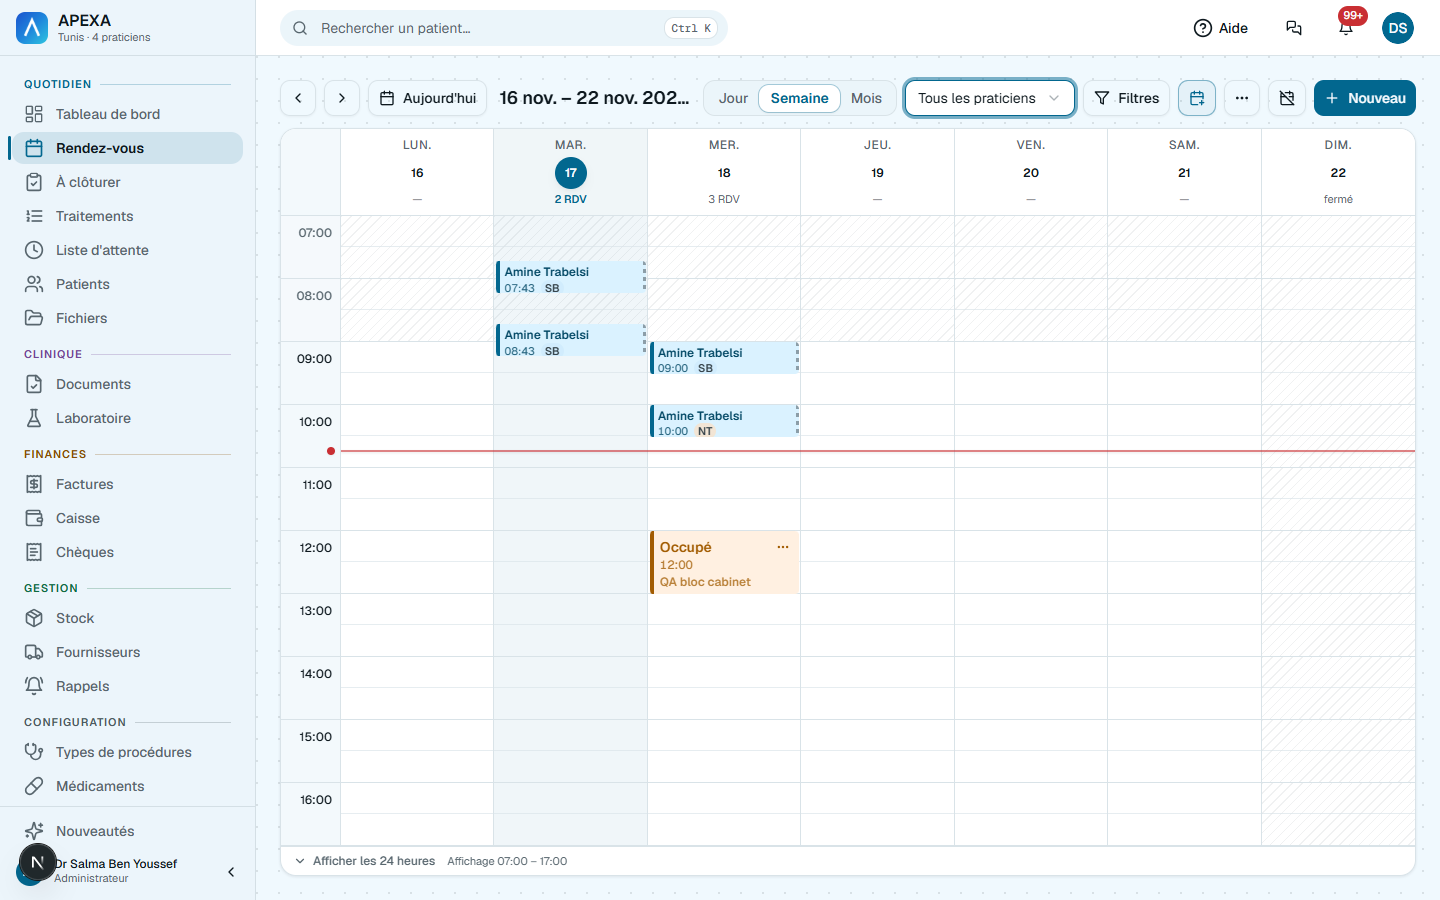 APEXA
Tunis · 4 praticiens
Rechercher un patient…
Ctrl K
Aide
99+
DS
QUOTIDIEN
Tableau de bord
Rendez-vous
À clôturer
Traitements
Liste d'attente
Patients
Fichiers
CLINIQUE
Documents
Laboratoire
FINANCES
Factures
Caisse
Chèques
GESTION
Stock
Fournisseurs
Rappels
CONFIGURATION
Types de procédures
Médicaments
Nouveautés
N
Dr Salma Ben Youssef
Administrateur
Aujourd'hui
16 nov. – 22 nov. 202…
Jour
Semaine
Mois
Tous les praticiens
Filtres
Nouveau
LUN.
16
—
MAR.
17
2 RDV
MER.
18
3 RDV
JEU.
19
—
VEN.
20
—
SAM.
21
—
DIM.
22
fermé
07:00
08:00
09:00
10:00
11:00
12:00
13:00
14:00
15:00
16:00
Amine Trabelsi
07:43 SB
Amine Trabelsi
08:43 SB
Amine Trabelsi
09:00 SB
Amine Trabelsi
10:00 NT
Occupé
12:00
QA bloc cabinet
Afficher les 24 heures Affichage 07:00 – 17:00